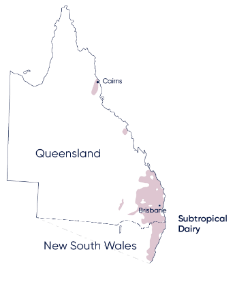 Cairns
Queensland
Brisbane
Subtropical
Dairy
New South Wales